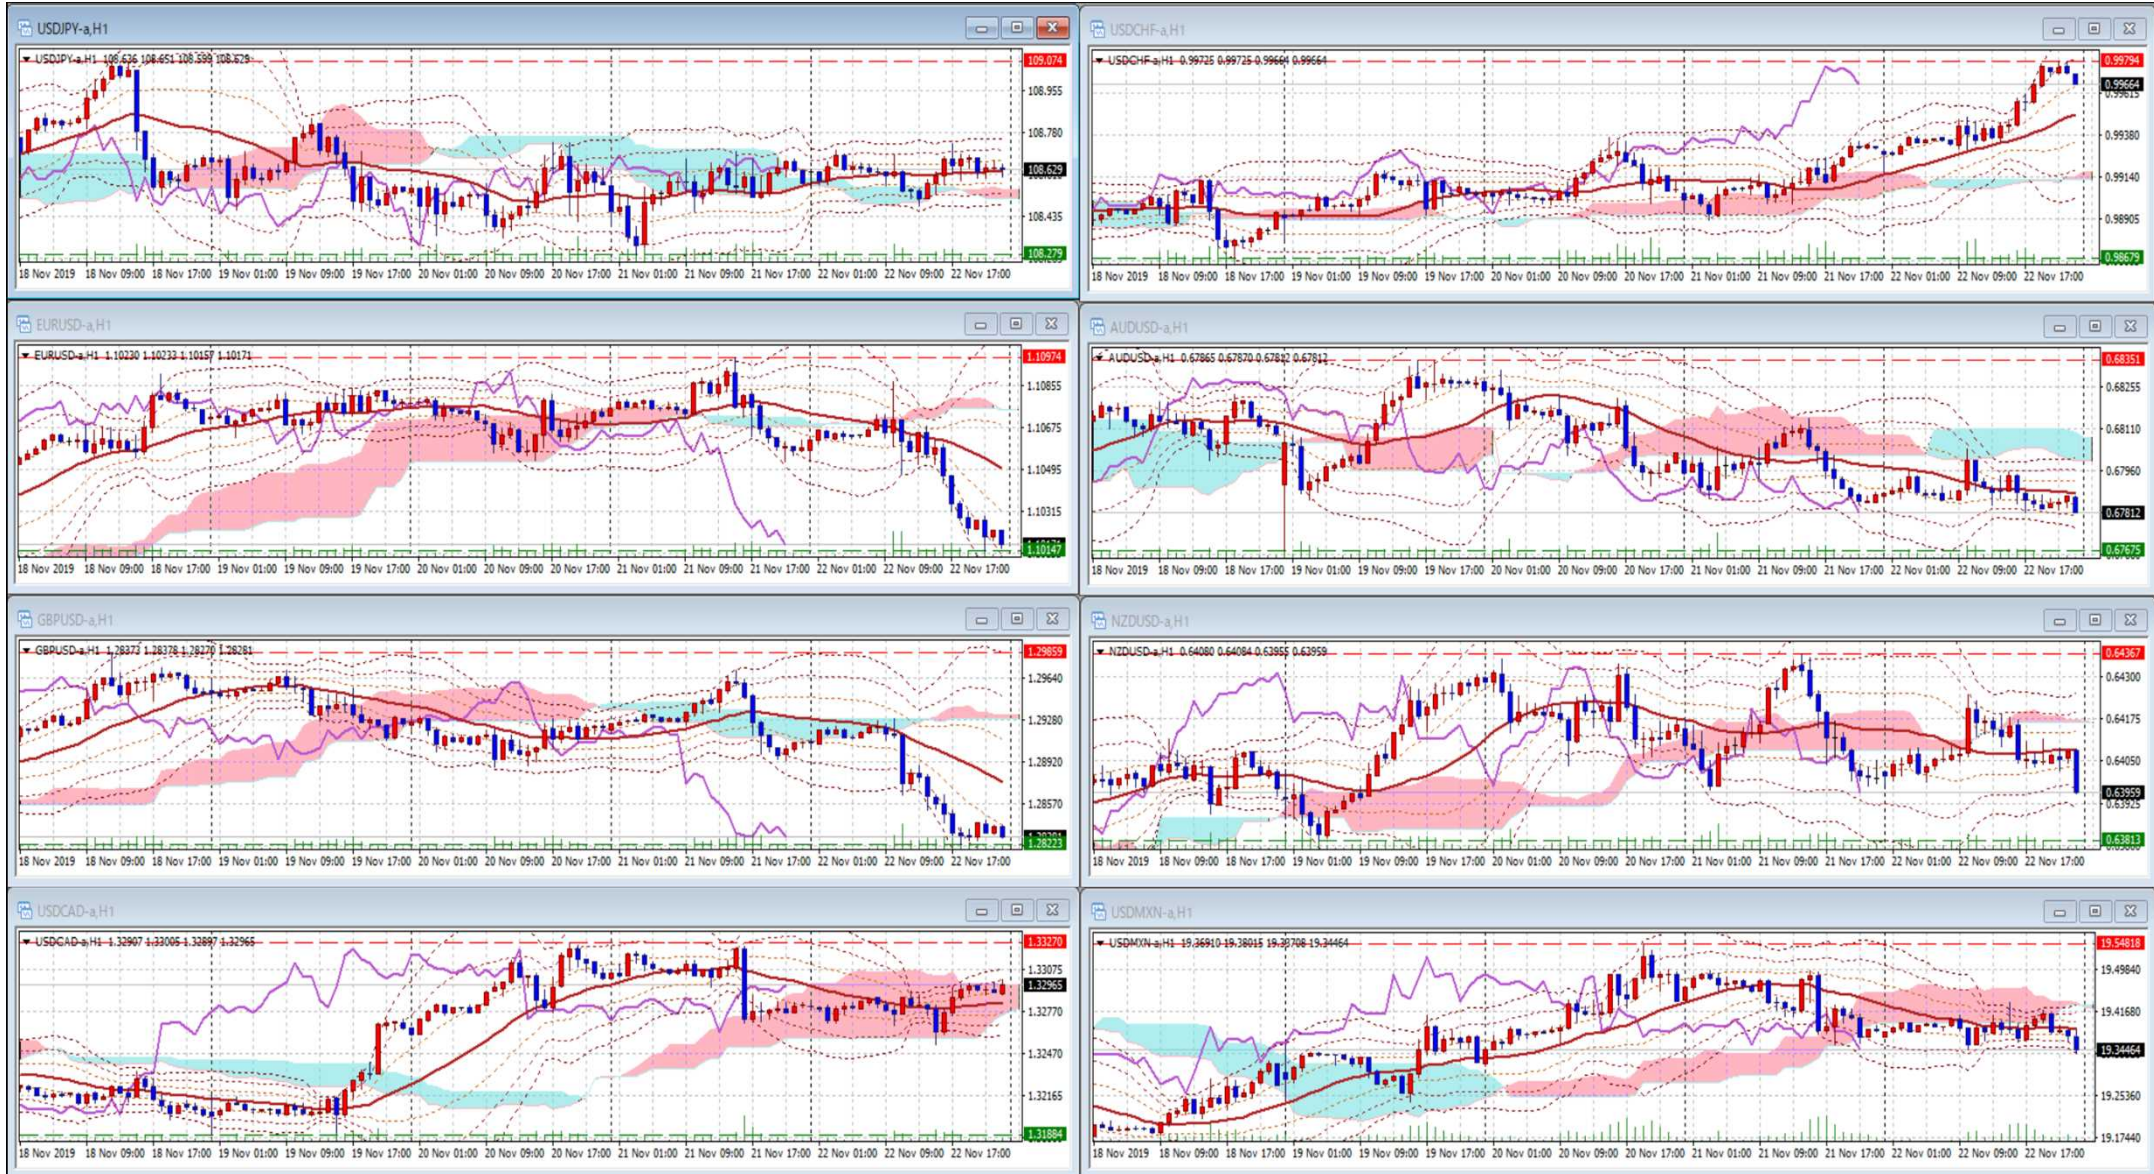 USDJPY-a,H1
USDJPY-a,H1 108.636 108.651 108.599 108.629
109.074
108.955
108.780
108.629
108.435
108.279
18 Nov 2019 18 Nov 09:00 18 Nov 17:00 19 Nov 01:00 19 Nov 09:00 19 Nov 17:00 20 Nov 01:00 20 Nov 09:00 20 Nov 17:00 21 Nov 01:00 21 Nov 09:00 21 Nov 17:00 22 Nov 01:00 22 Nov 09:00 22 Nov 17:00
USDCHF-a,H1
USDCHF-a,H1 0.99725 0.99725 0.99664 0.99664
0.99794
0.99664
0.99615
0.99380
0.99140
0.98905
0.98679
18 Nov 2019 18 Nov 09:00 18 Nov 17:00 19 Nov 01:00 19 Nov 09:00 19 Nov 17:00 20 Nov 01:00 20 Nov 09:00 20 Nov 17:00 21 Nov 01:00 21 Nov 09:00 21 Nov 17:00 22 Nov 01:00 22 Nov 09:00 22 Nov 17:00
EURUSD-a,H1
EURUSD-a,H1 1.10230 1.10233 1.10157 1.10171
1.10974
1.10855
1.10675
1.10495
1.10315
1.10147
18 Nov 2019 18 Nov 09:00 18 Nov 17:00 19 Nov 01:00 19 Nov 09:00 19 Nov 17:00 20 Nov 01:00 20 Nov 09:00 20 Nov 17:00 21 Nov 01:00 21 Nov 09:00 21 Nov 17:00 22 Nov 01:00 22 Nov 09:00 22 Nov 17:00
AUDUSD-a,H1
AUDUSD-a,H1 0.67865 0.67870 0.67812 0.67812
0.68351
0.68255
0.68110
0.67960
0.67812
0.67675
18 Nov 2019 18 Nov 09:00 18 Nov 17:00 19 Nov 01:00 19 Nov 09:00 19 Nov 17:00 20 Nov 01:00 20 Nov 09:00 20 Nov 17:00 21 Nov 01:00 21 Nov 09:00 21 Nov 17:00 22 Nov 01:00 22 Nov 09:00 22 Nov 17:00
GBPUSD-a,H1
GBPUSD-a,H1 1.28373 1.28378 1.28270 1.28281
1.29859
1.29640
1.29280
1.28920
1.28570
1.28223
18 Nov 2019 18 Nov 09:00 18 Nov 17:00 19 Nov 01:00 19 Nov 09:00 19 Nov 17:00 20 Nov 01:00 20 Nov 09:00 20 Nov 17:00 21 Nov 01:00 21 Nov 09:00 21 Nov 17:00 22 Nov 01:00 22 Nov 09:00 22 Nov 17:00
NZDUSD-a,H1
NZDUSD-a,H1 0.64080 0.64084 0.63955 0.63959
0.64367
0.64300
0.64175
0.64050
0.63959
0.63925
0.63813
18 Nov 2019 18 Nov 09:00 18 Nov 17:00 19 Nov 01:00 19 Nov 09:00 19 Nov 17:00 20 Nov 01:00 20 Nov 09:00 20 Nov 17:00 21 Nov 01:00 21 Nov 09:00 21 Nov 17:00 22 Nov 01:00 22 Nov 09:00 22 Nov 17:00
USDCAD-a,H1
USDCAD-a,H1 1.32907 1.33005 1.32897 1.32965
1.33270
1.33075
1.32965
1.32770
1.32470
1.32165
1.31884
18 Nov 2019 18 Nov 09:00 18 Nov 17:00 19 Nov 01:00 19 Nov 09:00 19 Nov 17:00 20 Nov 01:00 20 Nov 09:00 20 Nov 17:00 21 Nov 01:00 21 Nov 09:00 21 Nov 17:00 22 Nov 01:00 22 Nov 09:00 22 Nov 17:00
USDMXN-a,H1
USDMXN-a,H1 19.36910 19.38015 19.33708 19.34464
19.54818
19.49840
19.41680
19.34464
19.25360
19.17440
18 Nov 2019 18 Nov 09:00 18 Nov 17:00 19 Nov 01:00 19 Nov 09:00 19 Nov 17:00 20 Nov 01:00 20 Nov 09:00 20 Nov 17:00 21 Nov 01:00 21 Nov 09:00 21 Nov 17:00 22 Nov 01:00 22 Nov 09:00 22 Nov 17:00